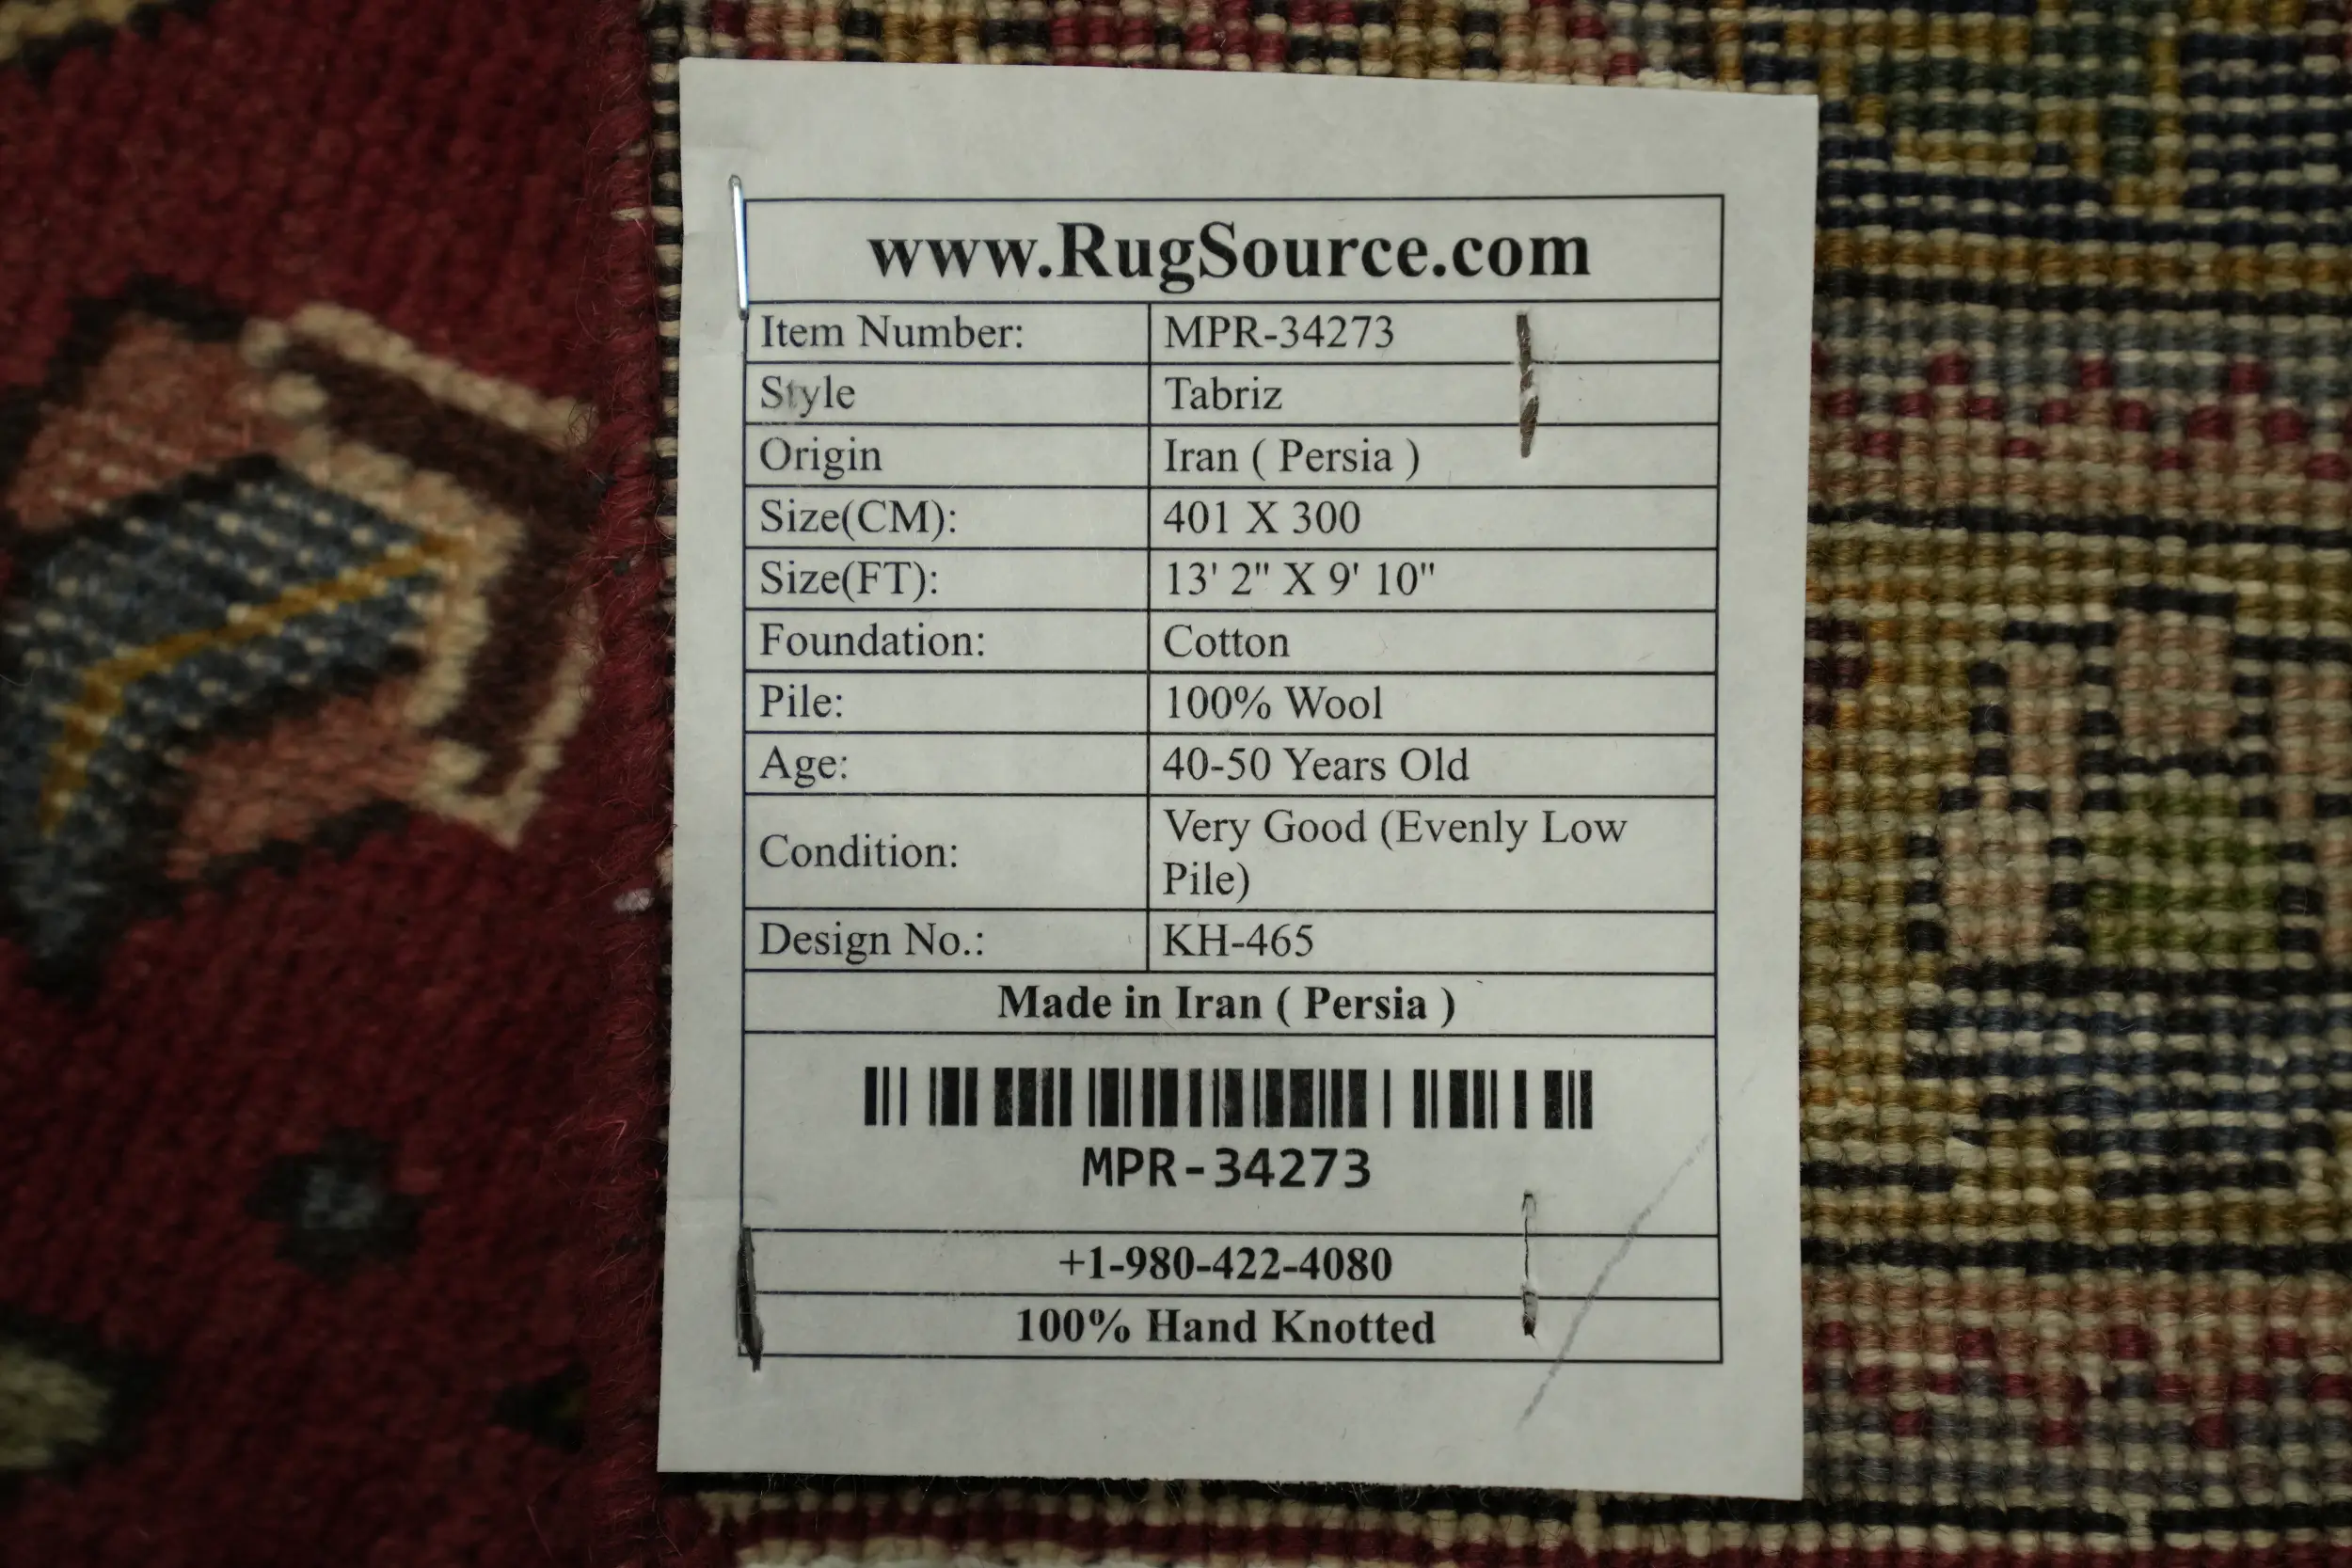 www.RugSource.com
Item Number: MPR-34273
Style Tabriz
Origin Iran ( Persia )
Size(CM): 401 X 300
Size(FT): 13' 2" X 9' 10"
Foundation: Cotton
Pile: 100% Wool
Age: 40-50 Years Old
Condition: Very Good (Evenly Low
Pile)
Design No.: KH-465
Made in Iran ( Persia )
MPR-34273
+1-980-422-4080
100% Hand Knotted